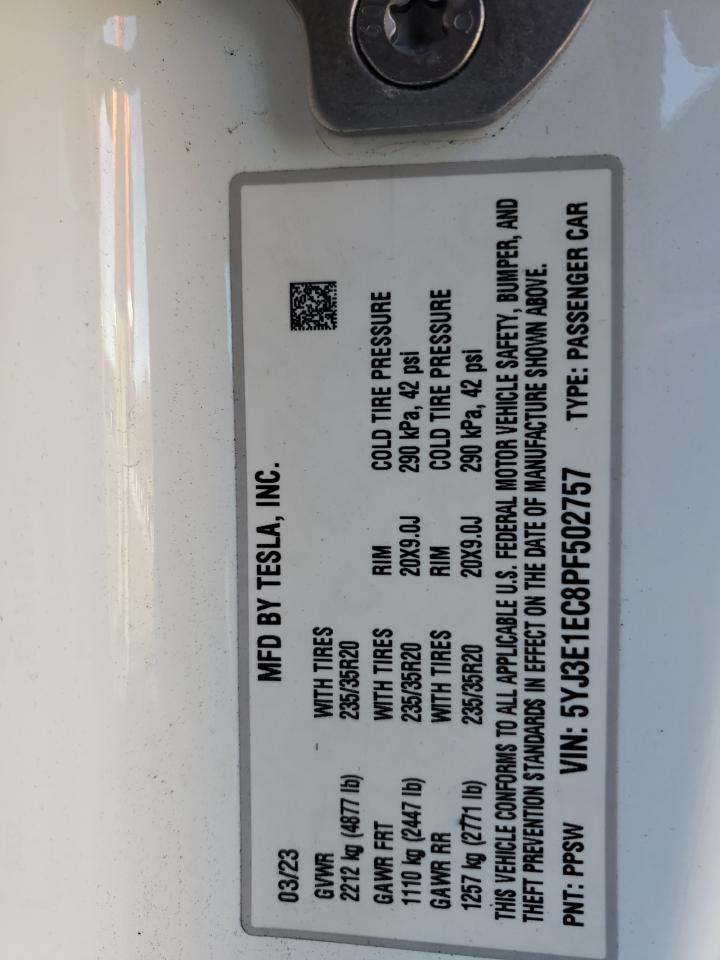 MFD BY TESLA, INC.
03/23
GVWR WITH TIRES
2212 kg (4877 lb) 235/35R20
GAWR FRT WITH TIRES RIM COLD TIRE PRESSURE
1110 kg (2447 lb) 235/35R20 20X9.0J 290 kPa, 42 psi
GAWR RR WITH TIRES RIM COLD TIRE PRESSURE
1257 kg (2771 lb) 235/35R20 20X9.0J 290 kPa, 42 psi
THIS VEHICLE CONFORMS TO ALL APPLICABLE U.S. FEDERAL MOTOR VEHICLE SAFETY, BUMPER, AND
THEFT PREVENTION STANDARDS IN EFFECT ON THE DATE OF MANUFACTURE SHOWN ABOVE.
PNT: PPSW VIN: 5YJ3E1EC8PF502757 TYPE: PASSENGER CAR